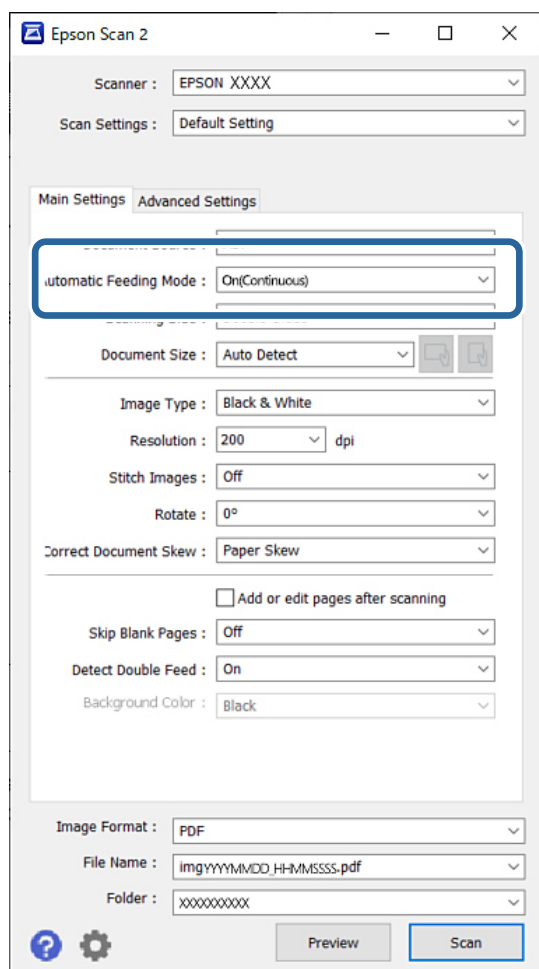 Epson Scan 2
Scanner : EPSON XXXX
Scan Settings : Default Setting
Main Settings Advanced Settings
utomatic Feeding Mode : On(Continuous)
Document Size : Auto Detect
Image Type : Black & White
Resolution : 200 dpi
Stitch Images : Off
Rotate : 0°
Correct Document Skew : Paper Skew
Add or edit pages after scanning
Skip Blank Pages : Off
Detect Double Feed : On
Background Color : Black
Image Format : PDF
File Name : imgYYYYMMDD_HHMMSSSS.pdf
Folder : XXXXXXXXXX
? Preview Scan